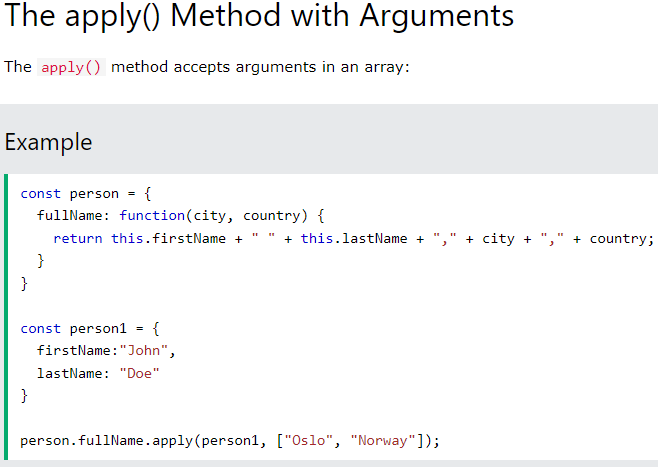 The apply() Method with Arguments
The apply() method accepts arguments in an array:
Example
const person = {
  fullName: function(city, country) {
    return this.firstName + " " + this.lastName + "," + city + "," + country;
  }
}
const person1 = {
  firstName:"John",
  lastName: "Doe"
}
person.fullName.apply(person1, ["Oslo", "Norway"]);